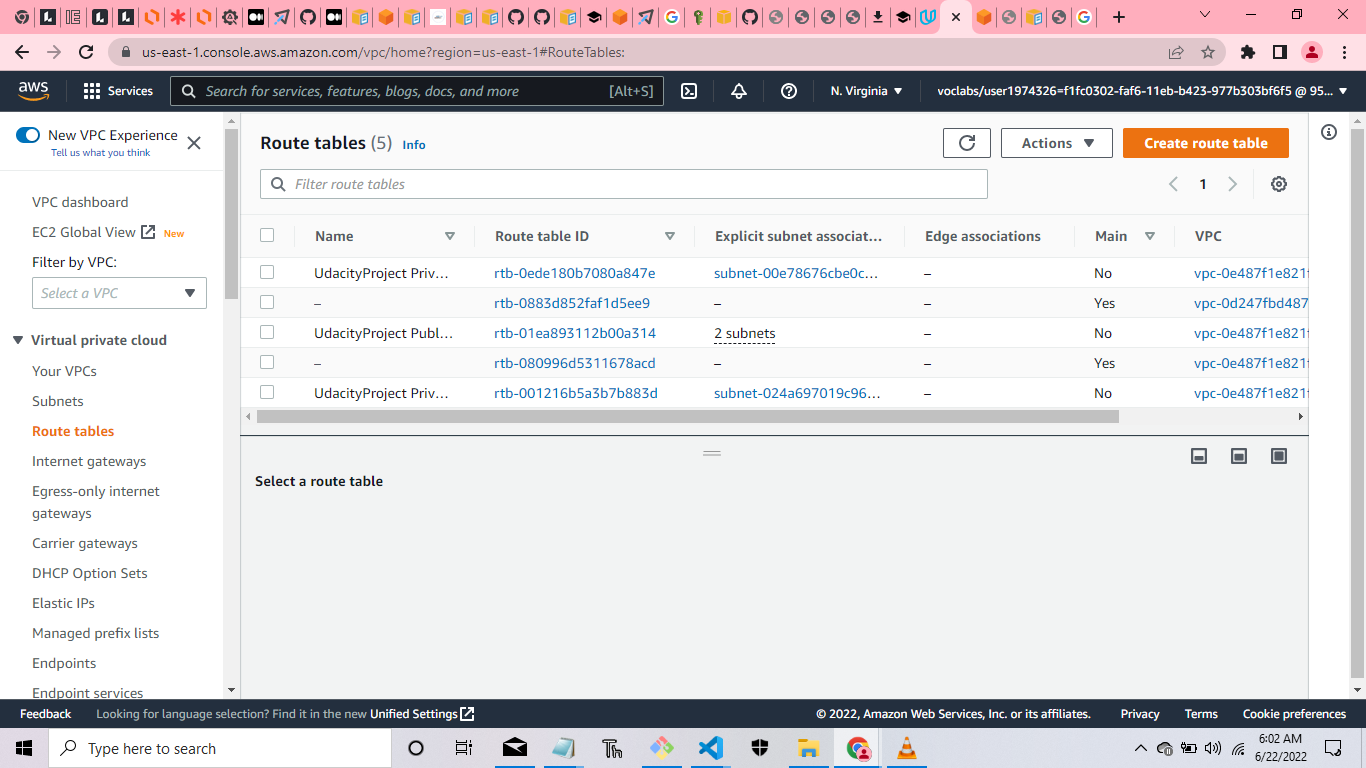 us-east-1.console.aws.amazon.com/vpc/home?region=us-east-1#RouteTables:
aws
Services
Search for services, features, blogs, docs, and more
[Alt+S]
N. Virginia
voclabs/user1974326=f1fc0302-faf6-11eb-b423-977b303bf6f5 @ 95...
New VPC Experience
Tell us what you think
VPC dashboard
EC2 Global View New
Filter by VPC:
Select a VPC
Virtual private cloud
Your VPCs
Subnets
Route tables
Internet gateways
Egress-only internet
gateways
Carrier gateways
DHCP Option Sets
Elastic IPs
Managed prefix lists
Endpoints
Endpoint services
Route tables (5) Info
Actions
Create route table
Filter route tables
1
Name Route table ID Explicit subnet associat... Edge associations Main VPC
UdacityProject Priv... rtb-0ede180b7080a847e subnet-00e78676cbe0c... – No vpc-0e487f1e821f
– rtb-0883d852faf1d5ee9 – – Yes vpc-0d247fbd487
UdacityProject Publ... rtb-01ea893112b00a314 2 subnets – No vpc-0e487f1e821f
– rtb-080996d5311678acd – – Yes vpc-0e487f1e821f
UdacityProject Priv... rtb-001216b5a3b7b883d subnet-024a697019c96... – No vpc-0e487f1e821f
Select a route table
Feedback
Looking for language selection? Find it in the new Unified Settings
© 2022, Amazon Web Services, Inc. or its affiliates.
Privacy
Terms
Cookie preferences
Type here to search
6:02 AM
6/22/2022